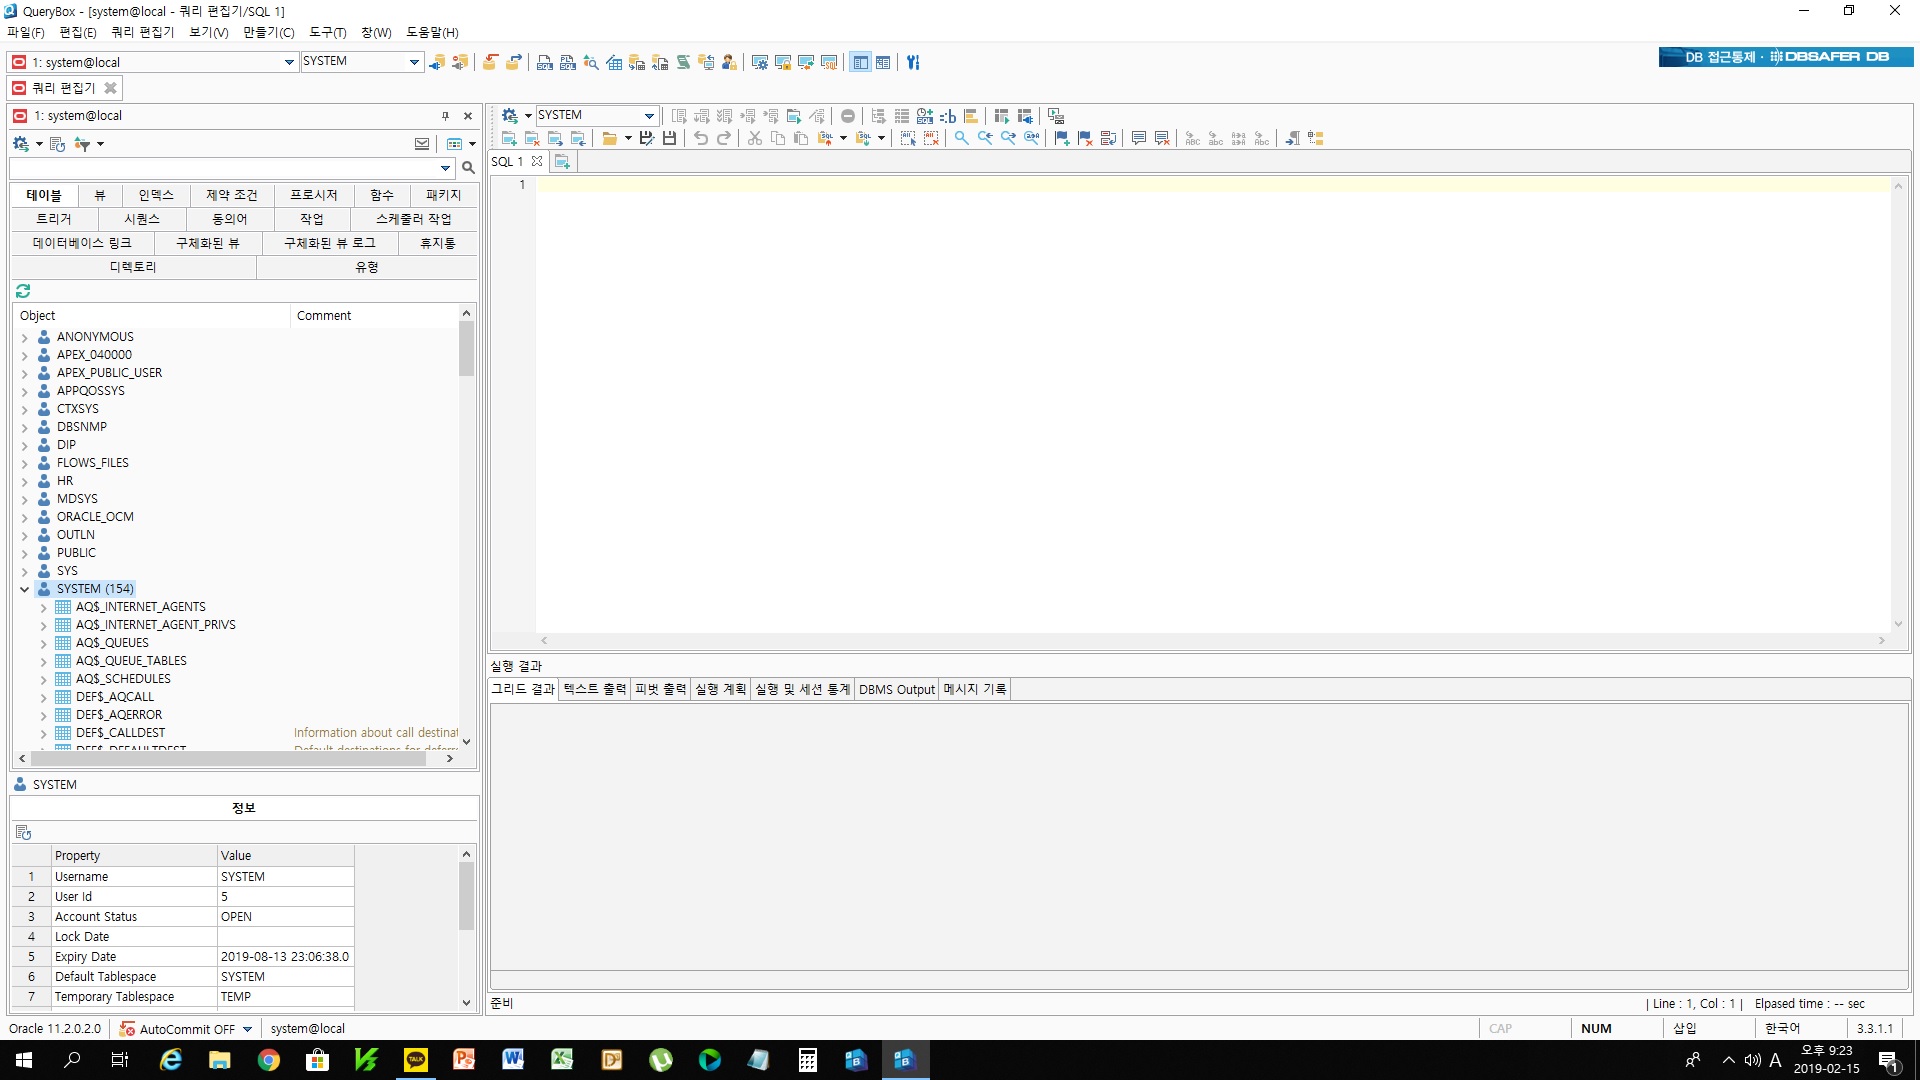 QueryBox - [system@local - 쿼리 편집기/SQL 1]
파일(F) 편집(E) 쿼리 편집기 보기(V) 만들기(C) 도구(T) 창(W) 도움말(H)
1: system@local SYSTEM
DB 접근통제 · DBSAFER DB
쿼리 편집기
1: system@local
SYSTEM
SQL 1
1
테이블 뷰 인덱스 제약 조건 프로시저 함수 패키지
트리거 시퀀스 동의어 작업 스케줄러 작업
데이터베이스 링크 구체화된 뷰 구체화된 뷰 로그 휴지통
디렉토리 유형
Object Comment
ANONYMOUS
APEX_040000
APEX_PUBLIC_USER
APPQOSSYS
CTXSYS
DBSNMP
DIP
FLOWS_FILES
HR
MDSYS
ORACLE_OCM
OUTLN
PUBLIC
SYS
SYSTEM (154)
AQ$_INTERNET_AGENTS
AQ$_INTERNET_AGENT_PRIVS
AQ$_QUEUES
AQ$_QUEUE_TABLES
AQ$_SCHEDULES
DEF$_AQCALL
DEF$_AQERROR
DEF$_CALLDEST Information about call destinat
DEF$_DEFAULTDEST Default destinations for deferr
SYSTEM
정보
Property Value
1 Username SYSTEM
2 User Id 5
3 Account Status OPEN
4 Lock Date
5 Expiry Date 2019-08-13 23:06:38.0
6 Default Tablespace SYSTEM
7 Temporary Tablespace TEMP
실행 결과
그리드 결과 텍스트 출력 피벗 출력 실행 계획 실행 및 세션 통계 DBMS Output 메시지 기록
준비 | Line : 1, Col : 1 | Elpased time : -- sec
Oracle 11.2.0.2.0 AutoCommit OFF system@local CAP NUM 삽입 한국어 3.3.1.1
TALK
A 오후 9:23
2019-02-15
1